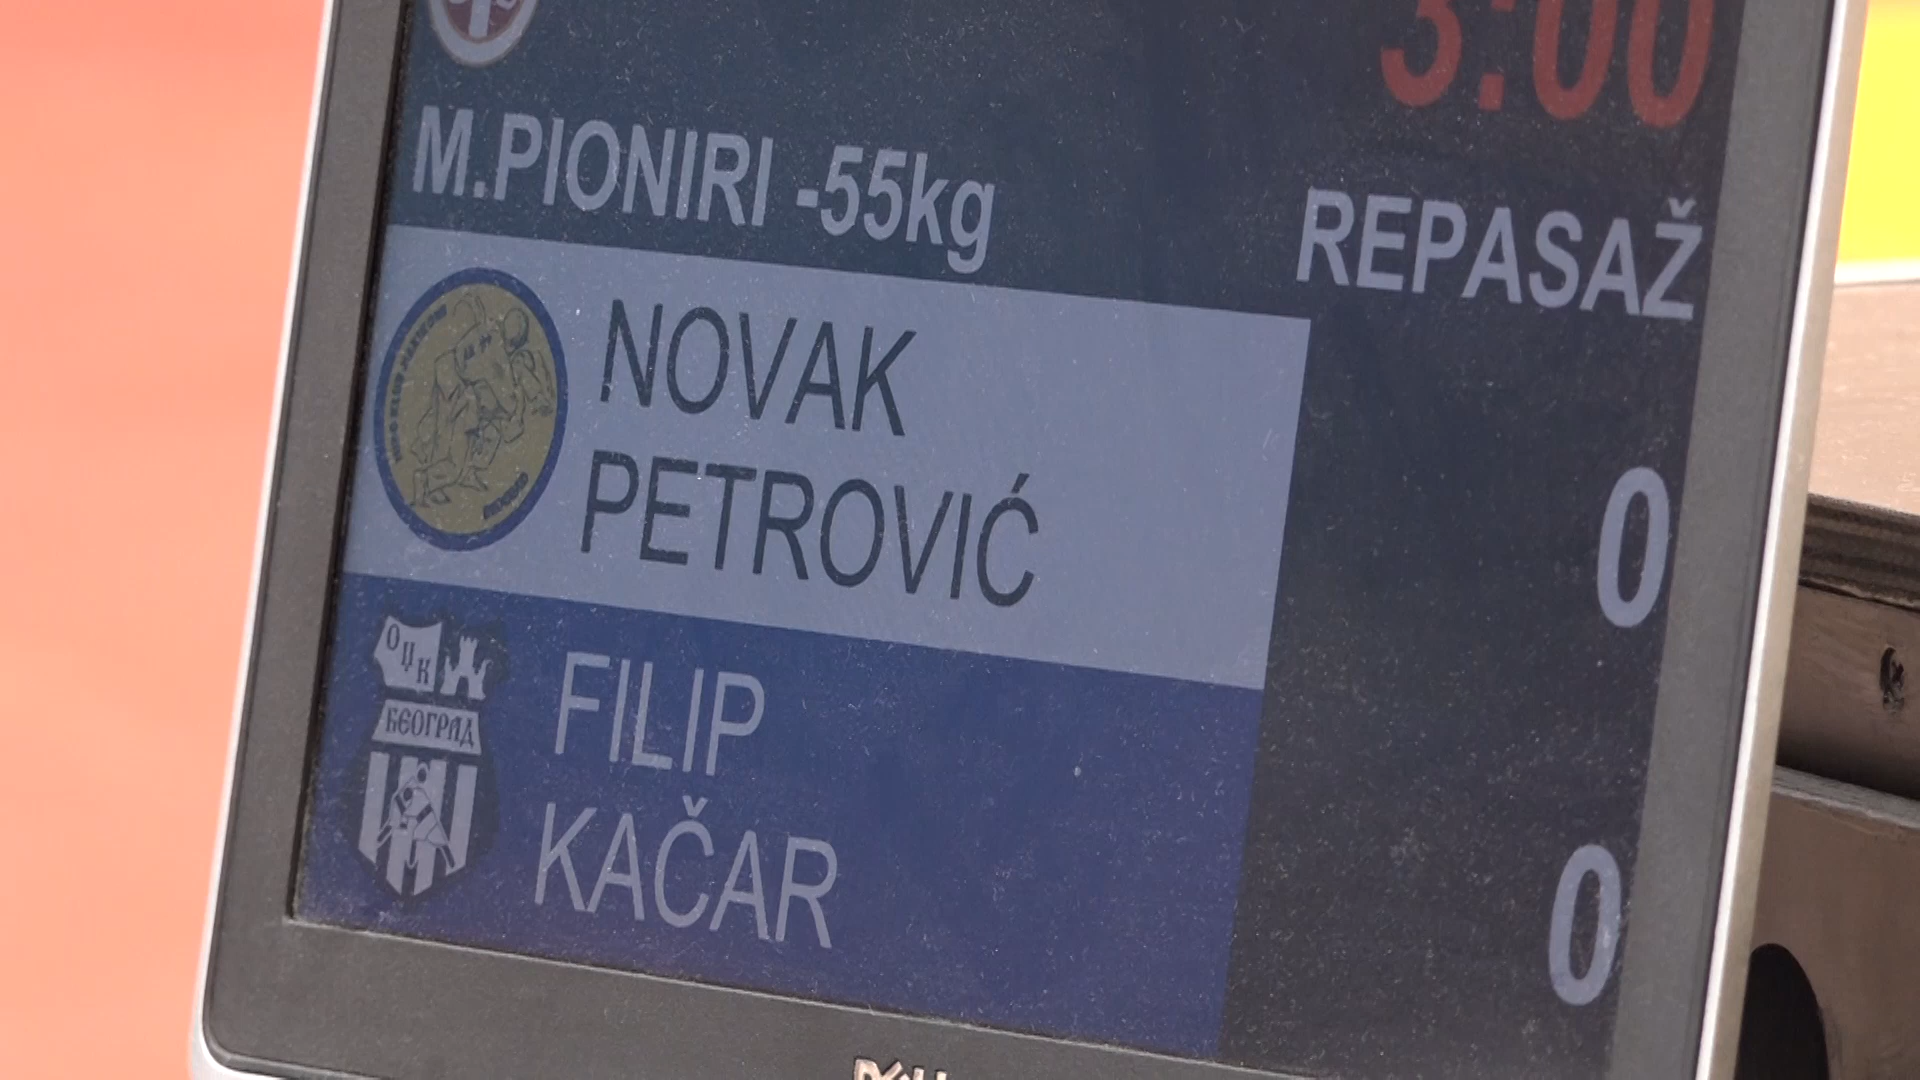 3:00
M.PIONIRI -55kg
REPASAŽ
NOVAK
PETROVIĆ
0
ОЏК
БЕОГРАД
FILIP
KAČAR
0